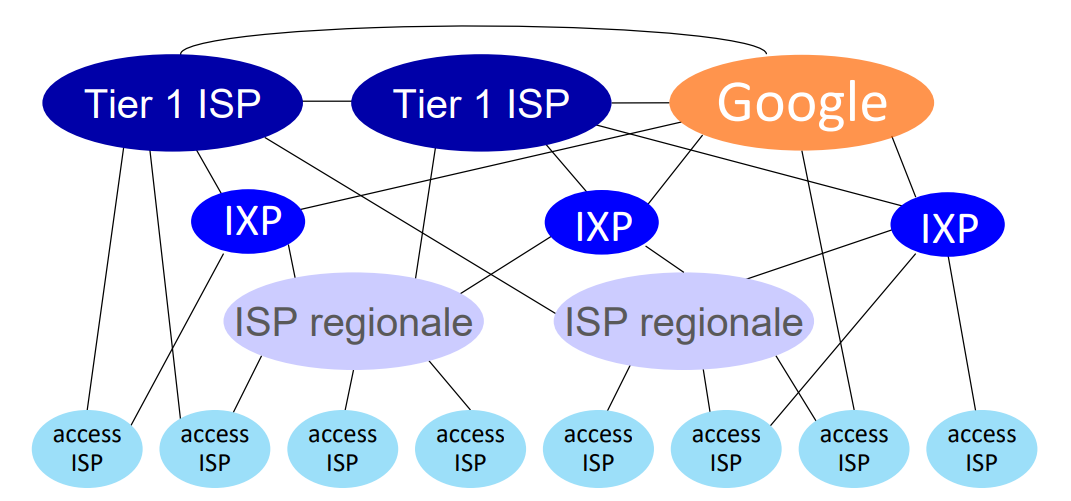 Tier 1 ISP
Tier 1 ISP
Google
IXP
IXP
IXP
ISP regionale
ISP regionale
access
ISP
access
ISP
access
ISP
access
ISP
access
ISP
access
ISP
access
ISP
access
ISP